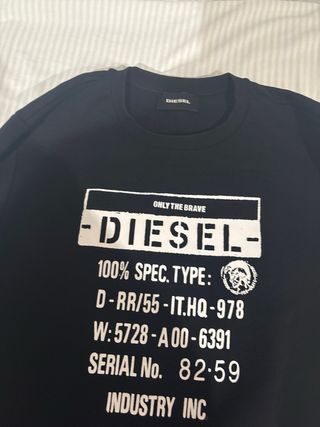 DIESEL
ONLY THE BRAVE
-DIESEL-
100% SPEC. TYPE:
D-RR/55-IT.HQ-978
W:5728-A00-6391
SERIAL No. 82·59
INDUSTRY INC